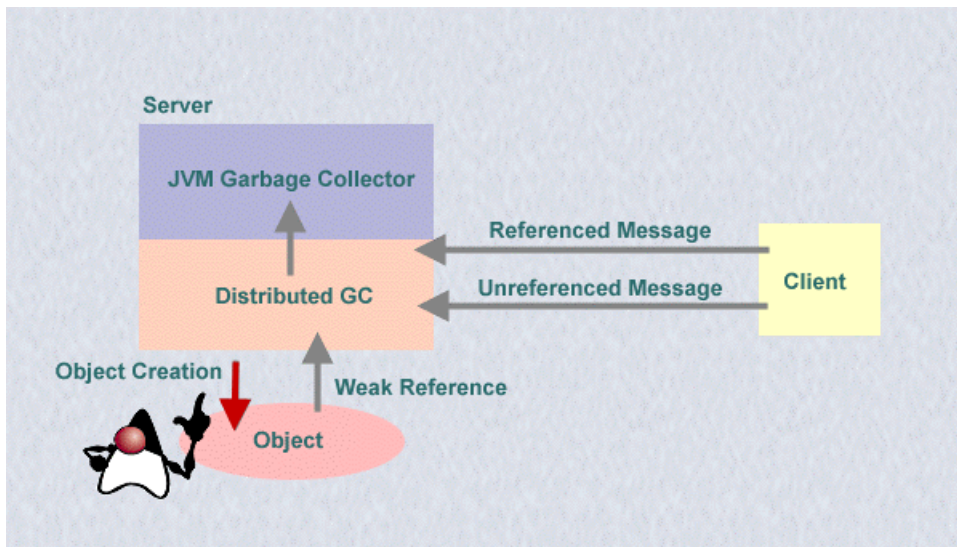 Server
JVM Garbage Collector
Referenced Message
Distributed GC
Unreferenced Message
Client
Object Creation
Weak Reference
Object